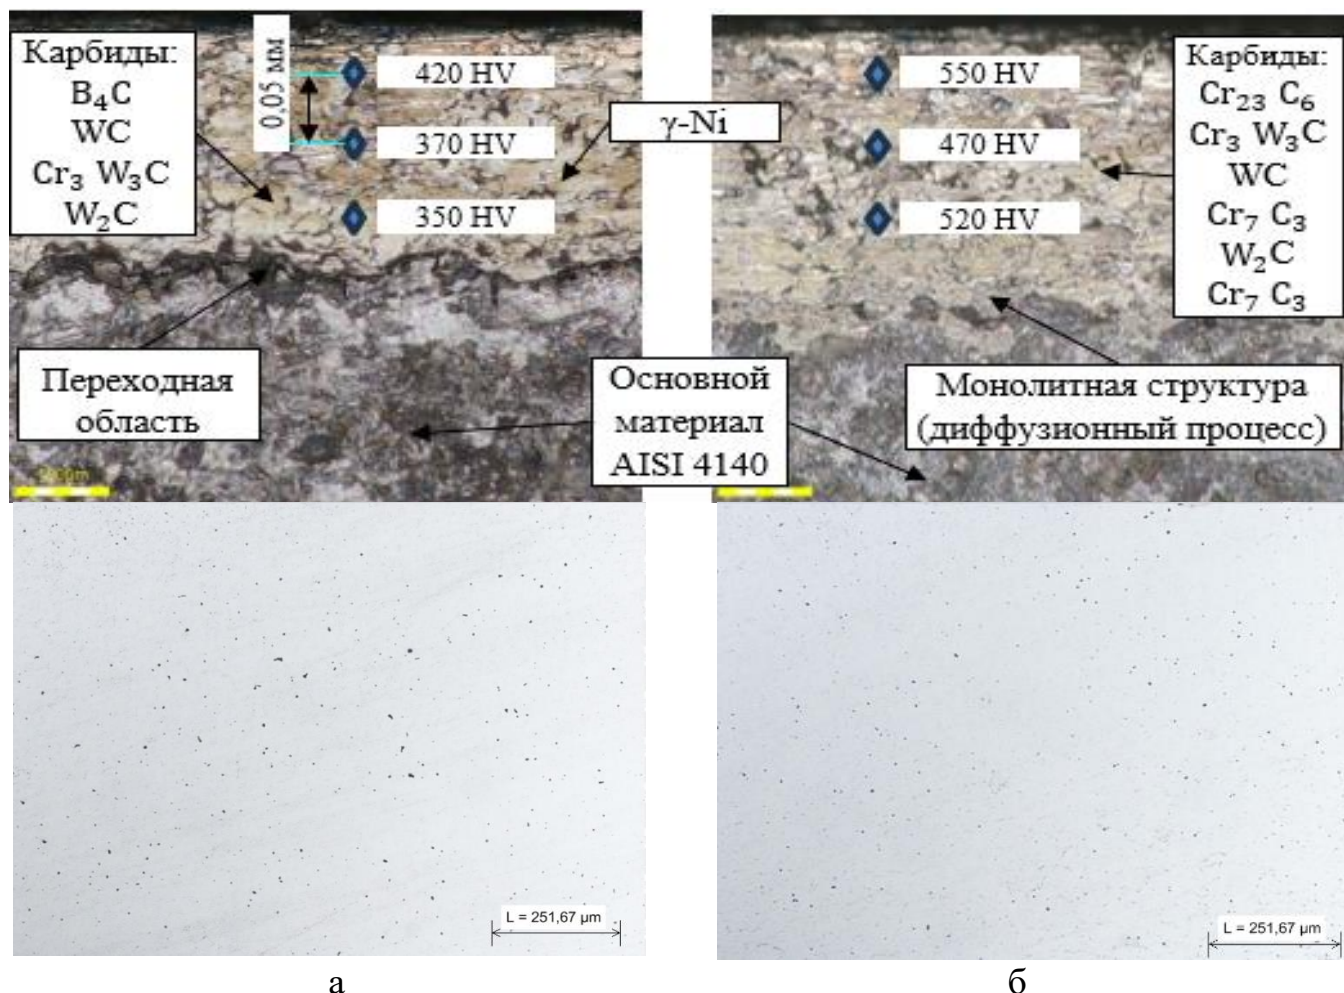 Карбиды:
B₄C
WC
Cr₃ W₃C
W₂C
0,05 мм
420 HV
370 HV
350 HV
γ-Ni
Переходная
область
Основной
материал
AISI 4140
550 HV
470 HV
520 HV
Карбиды:
Cr₂₃ C₆
Cr₃ W₃C
WC
Cr₇ C₃
W₂C
Cr₇ C₃
Монолитная структура
(диффузионный процесс)
L = 251,67 µm
L = 251,67 µm
а
б